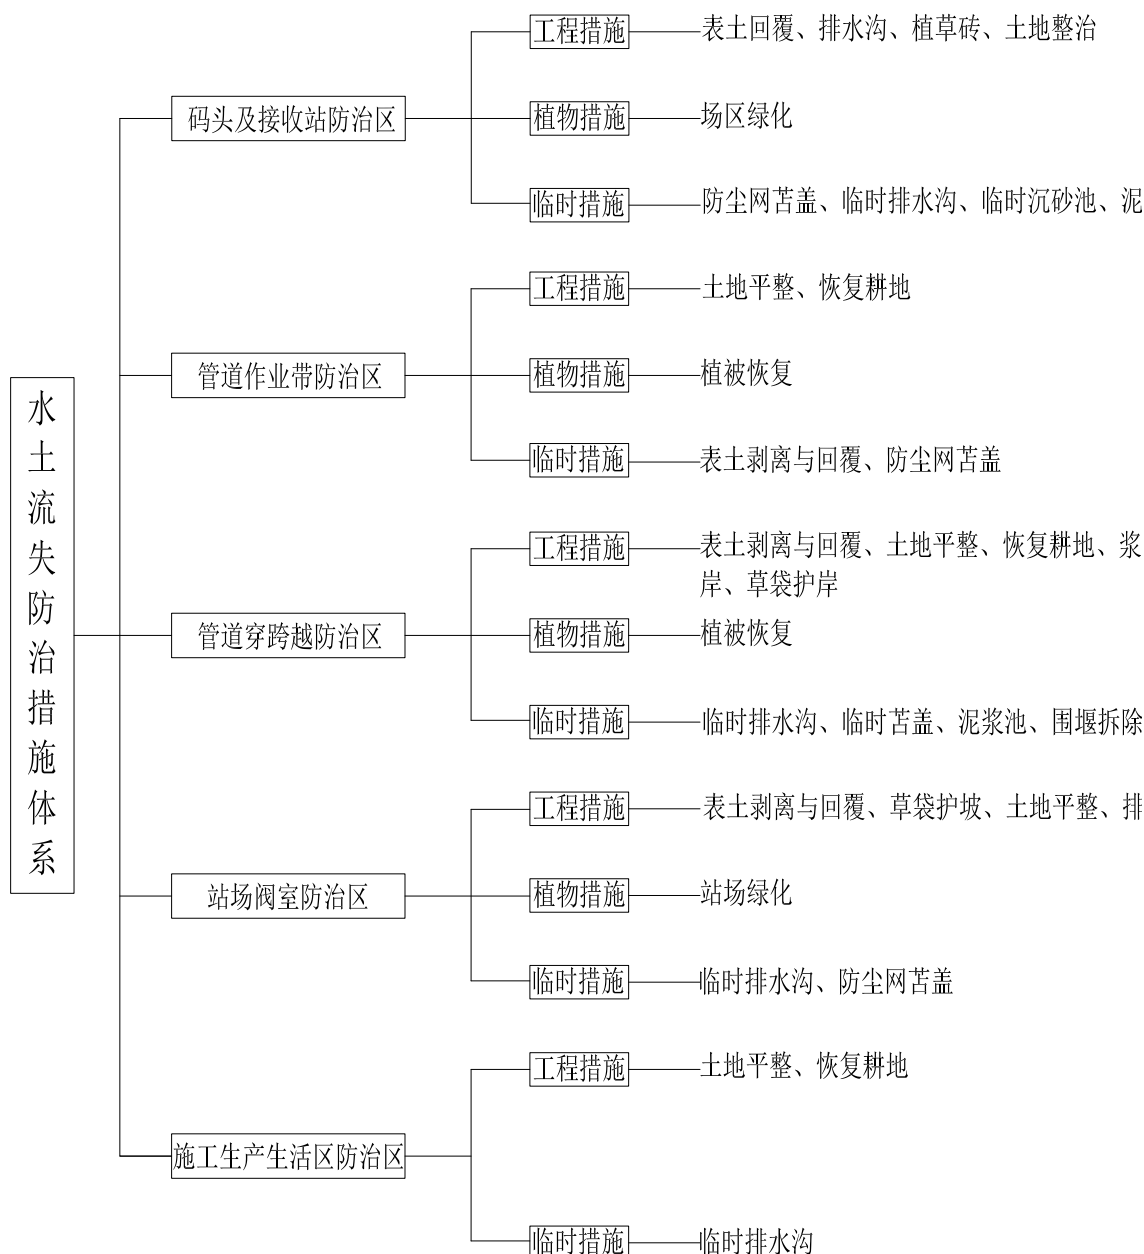 水土流失防治措施体系
码头及接收站防治区
工程措施
表土回覆、排水沟、植草砖、土地整治
植物措施
场区绿化
临时措施
防尘网苫盖、临时排水沟、临时沉砂池、泥
管道作业带防治区
工程措施
土地平整、恢复耕地
植物措施
植被恢复
临时措施
表土剥离与回覆、防尘网苫盖
管道穿跨越防治区
工程措施
表土剥离与回覆、土地平整、恢复耕地、浆
岸、草袋护岸
植物措施
植被恢复
临时措施
临时排水沟、临时苫盖、泥浆池、围堰拆除
站场阀室防治区
工程措施
表土剥离与回覆、草袋护坡、土地平整、排
植物措施
站场绿化
临时措施
临时排水沟、防尘网苫盖
施工生产生活区防治区
工程措施
土地平整、恢复耕地
临时措施
临时排水沟